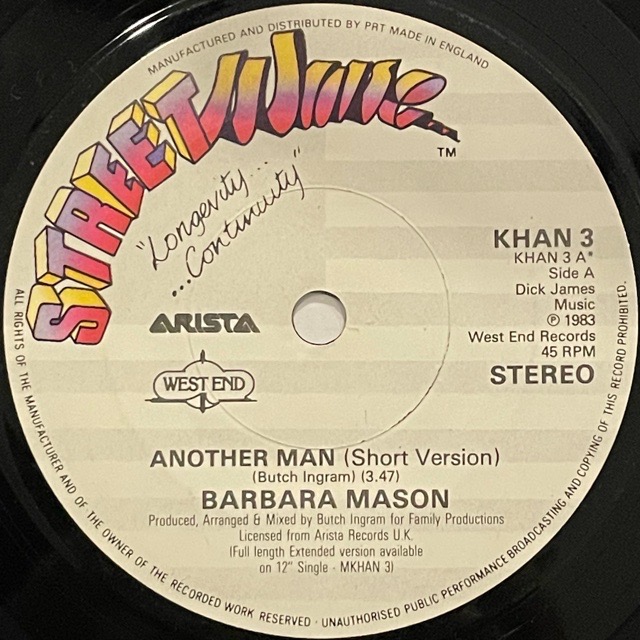 MANUFACTURED AND DISTRIBUTED BY PRT MADE IN ENGLAND
STREETWave
TM
"Longevity...
...Continuity"
KHAN 3
KHAN 3 A*
Side A
Dick James
Music
℗ 1983
West End Records
45 RPM
STEREO
ARISTA
WEST END
ANOTHER MAN (Short Version)
(Butch Ingram) (3.47)
BARBARA MASON
Produced, Arranged & Mixed by Butch Ingram for Family Productions
Licensed from Arista Records U.K.
(Full length Extended version available
on 12" Single - MKHAN 3)
ALL RIGHTS OF THE MANUFACTURER AND OF THE OWNER OF THE RECORDED WORK RESERVED · UNAUTHORISED PUBLIC PERFORMANCE BROADCASTING AND COPYING OF THIS RECORD PROHIBITED.